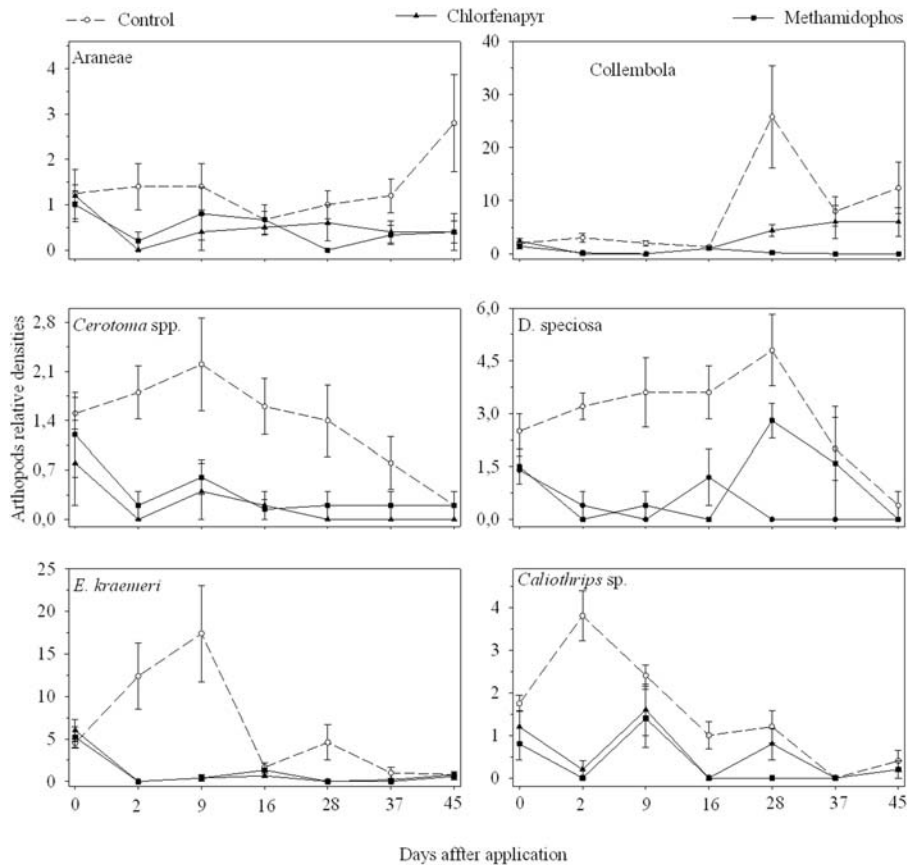 Control Chlorfenapyr Methamidophos
Araneae
4
3
2
1
0
Collembola
40
30
20
10
0
Arthopods relative densities
Cerotoma spp.
2,8
2,1
1,4
0,7
0,0
D. speciosa
6,0
4,5
3,0
1,5
0,0
E. kraemeri
25
20
15
10
5
0
0 2 9 16 28 37 45
Caliothrips sp.
4
3
2
1
0
0 2 9 16 28 37 45
Days affter application